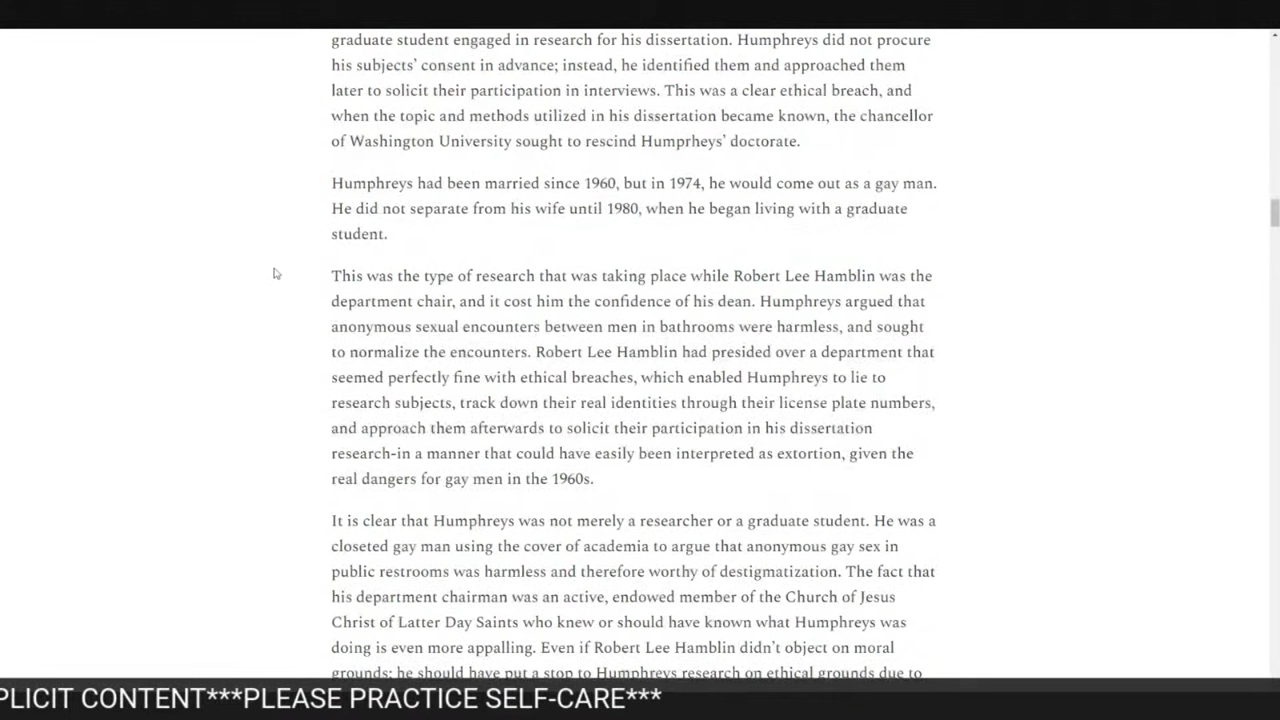 graduate student engaged in research for his dissertation. Humphreys did not procure
his subjects’ consent in advance; instead, he identified them and approached them
later to solicit their participation in interviews. This was a clear ethical breach, and
when the topic and methods utilized in his dissertation became known, the chancellor
of Washington University sought to rescind Humprheys’ doctorate.
Humphreys had been married since 1960, but in 1974, he would come out as a gay man.
He did not separate from his wife until 1980, when he began living with a graduate
student.
This was the type of research that was taking place while Robert Lee Hamblin was the
department chair, and it cost him the confidence of his dean. Humphreys argued that
anonymous sexual encounters between men in bathrooms were harmless, and sought
to normalize the encounters. Robert Lee Hamblin had presided over a department that
seemed perfectly fine with ethical breaches, which enabled Humphreys to lie to
research subjects, track down their real identities through their license plate numbers,
and approach them afterwards to solicit their participation in his dissertation
research-in a manner that could have easily been interpreted as extortion, given the
real dangers for gay men in the 1960s.
It is clear that Humphreys was not merely a researcher or a graduate student. He was a
closeted gay man using the cover of academia to argue that anonymous gay sex in
public restrooms was harmless and therefore worthy of destigmatization. The fact that
his department chairman was an active, endowed member of the Church of Jesus
Christ of Latter Day Saints who knew or should have known what Humphreys was
doing is even more appalling. Even if Robert Lee Hamblin didn’t object on moral
grounds; he should have put a stop to Humphreys research on ethical grounds due to
PLICIT CONTENT***PLEASE PRACTICE SELF-CARE***